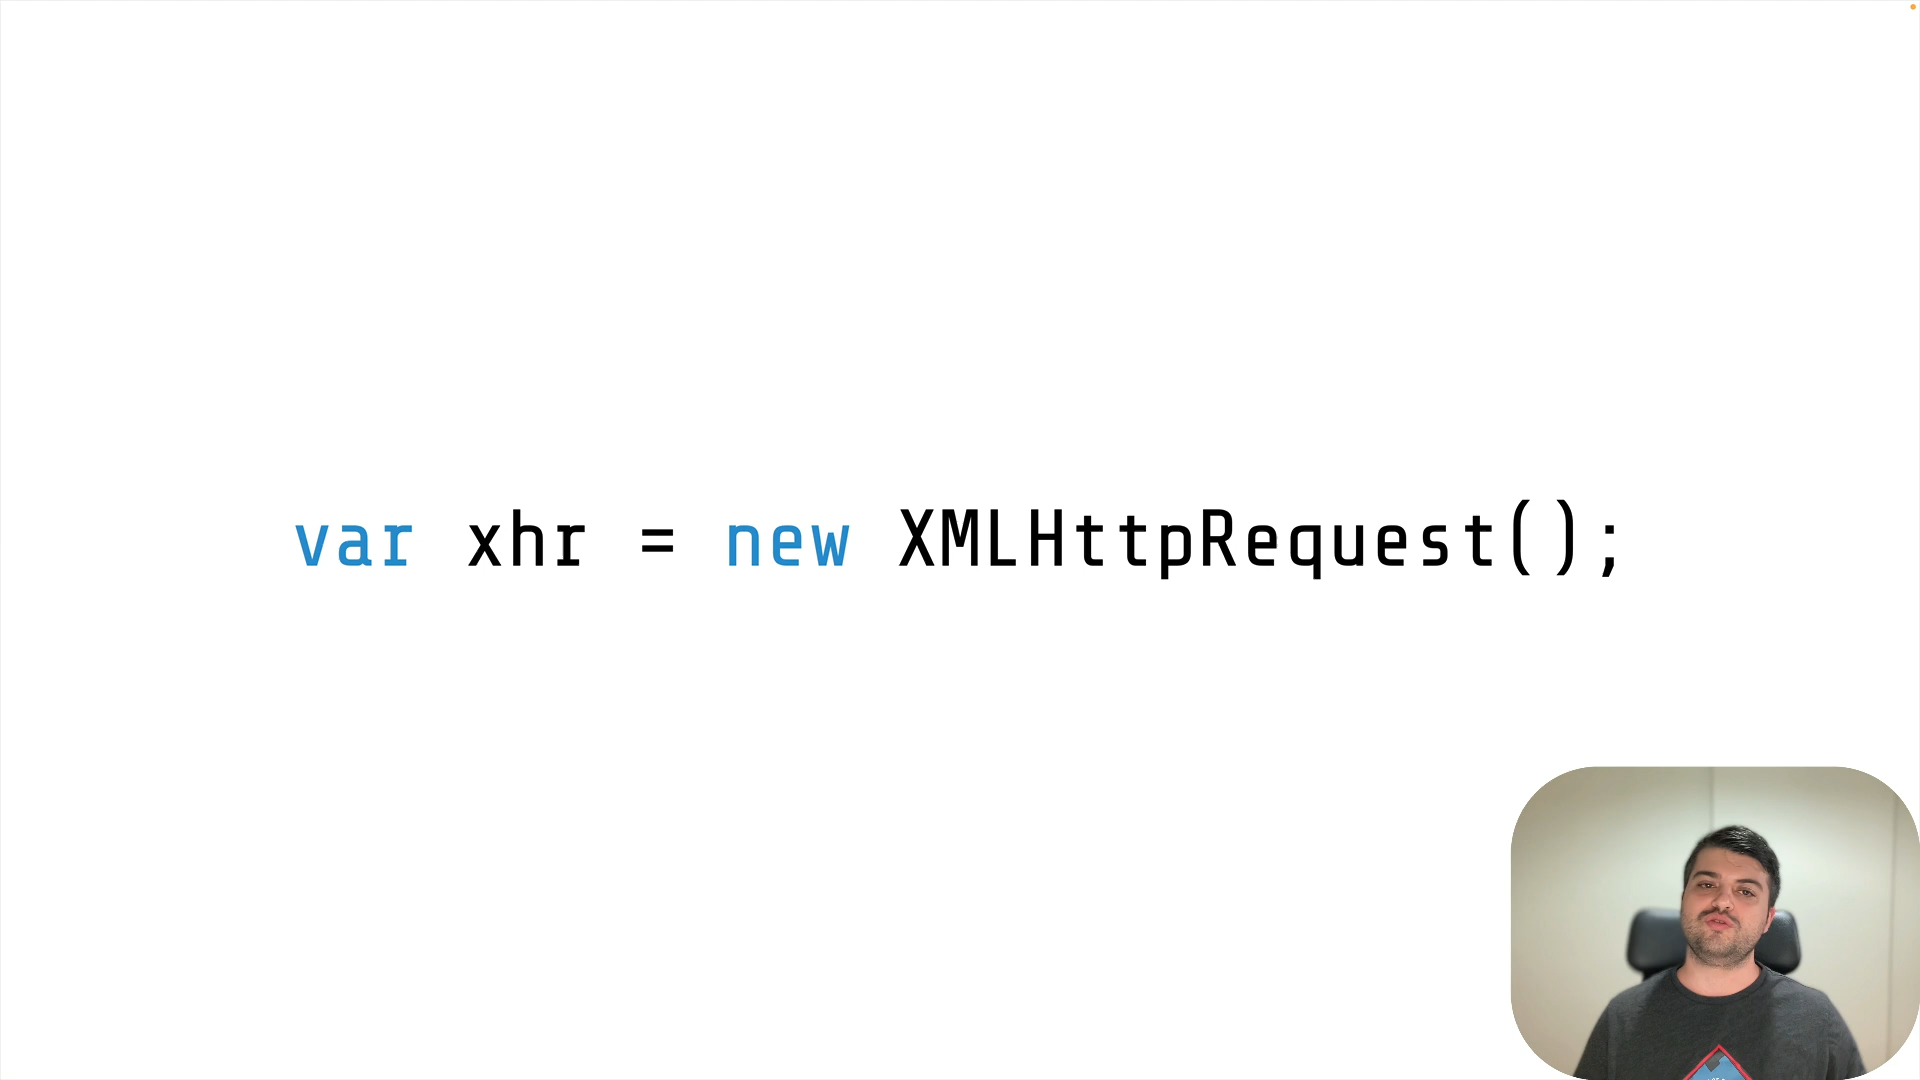 var xhr = new XMLHttpRequest();